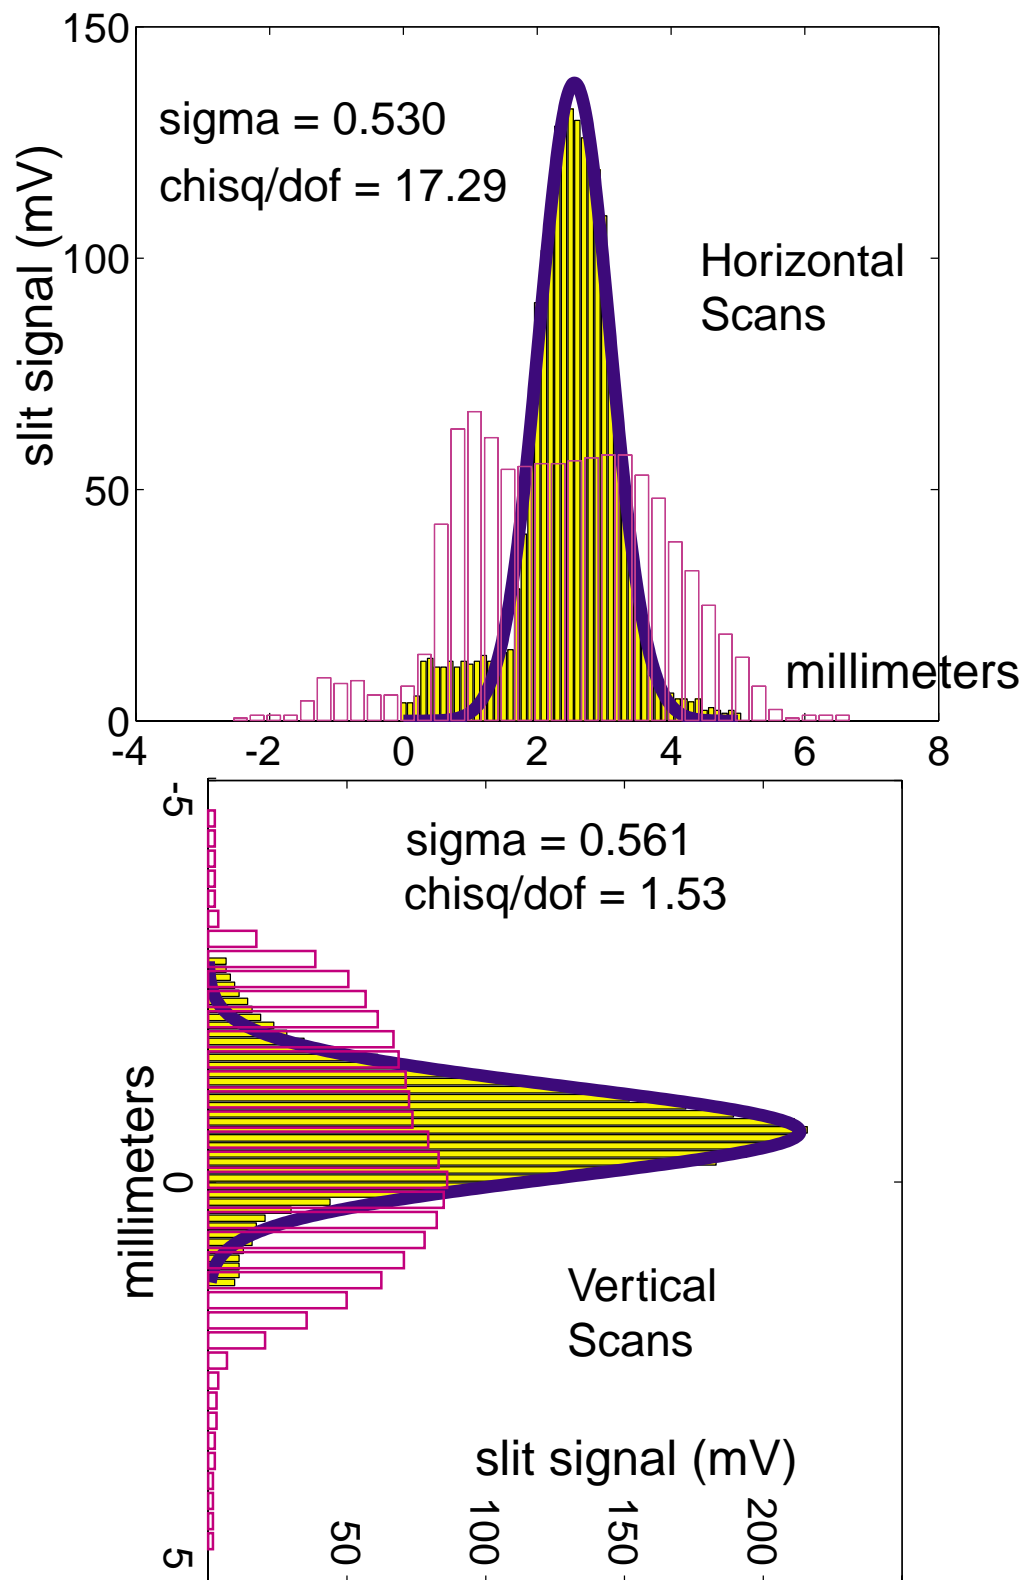 150
sigma = 0.530
chisq/dof = 17.29
slit signal (mV)
100
Horizontal
Scans
50
millimeters
0
-4 -2 0 2 4 6 8
-5
sigma = 0.561
chisq/dof = 1.53
millimeters
0
Vertical
Scans
slit signal (mV)
50 100 150 200
5